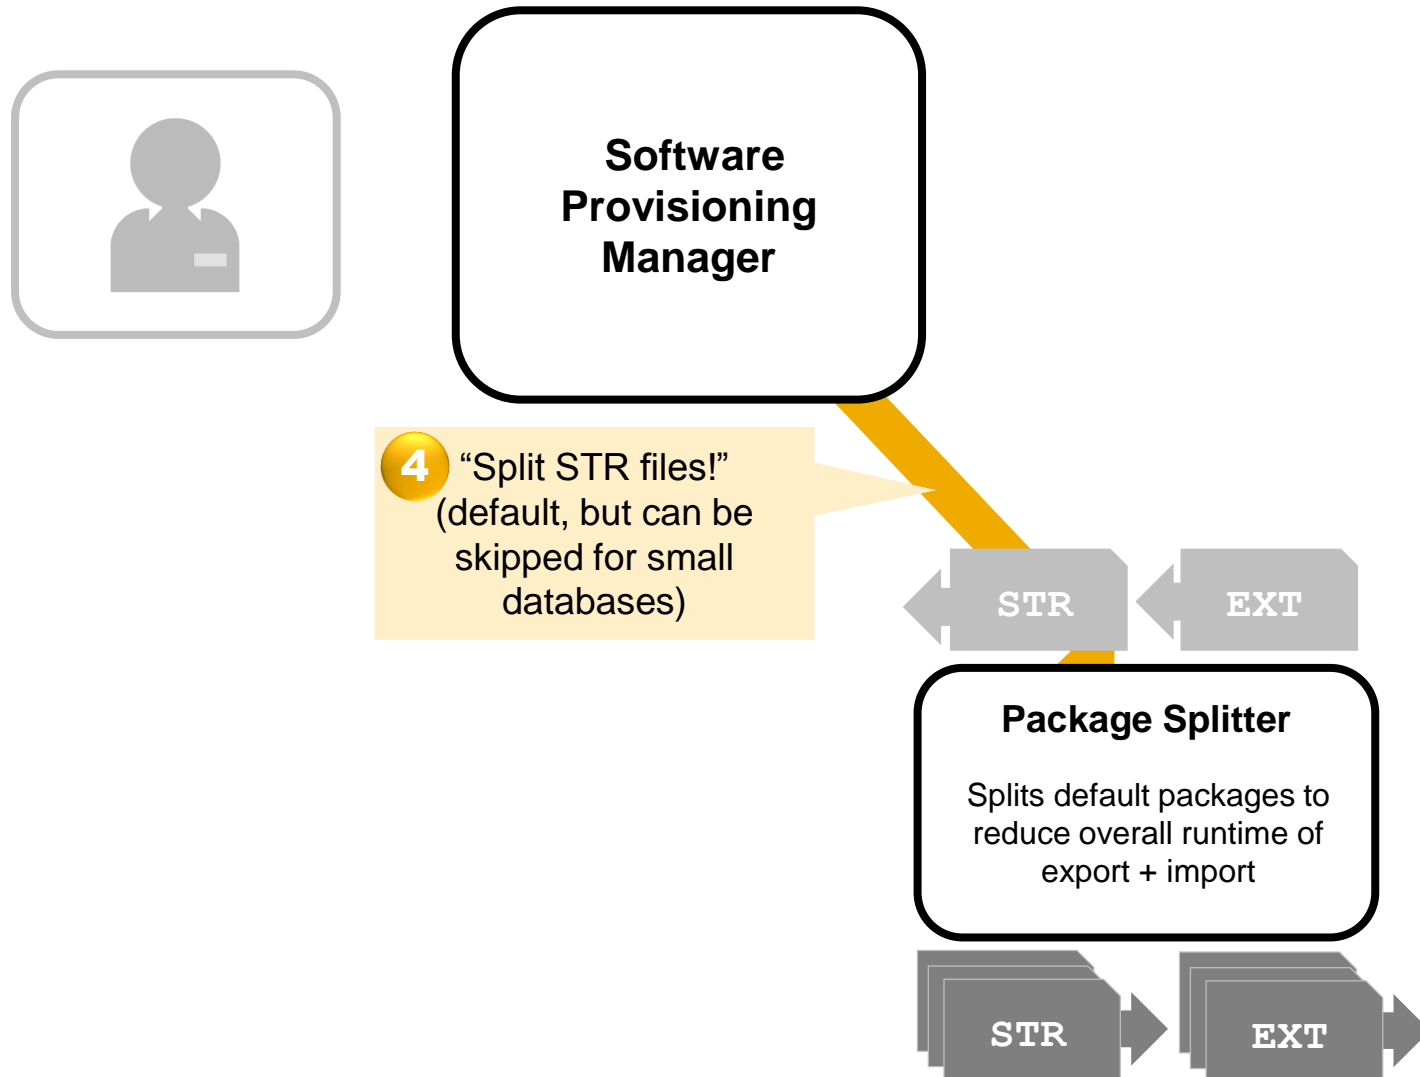 Software
Provisioning
Manager
4 “Split STR files!”
(default, but can be
skipped for small
databases)
STR EXT
Package Splitter
Splits default packages to
reduce overall runtime of
export + import
STR EXT